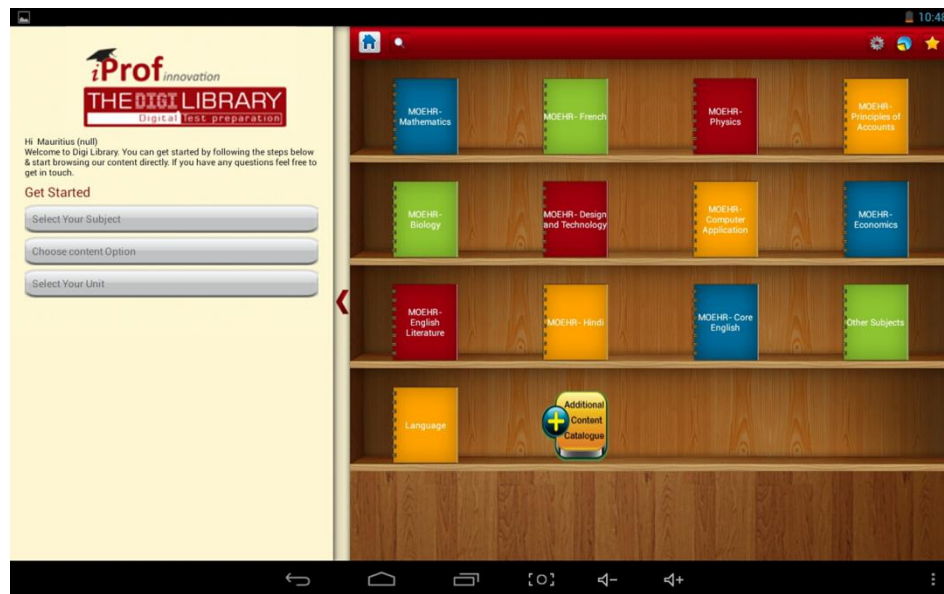 10:48
iProf innovation
THE DIGI LIBRARY
Digital Test preparation
Hi Mauritius (null)
Welcome to Digi Library. You can get started by following the steps below
& start browsing our content directly. If you have any questions feel free to
get in touch.
Get Started
Select Your Subject
Choose content Option
Select Your Unit
MOEHR-
Mathematics
MOEHR- French
MOEHR-
Physics
MOEHR-
Principles of
Accounts
MOEHR-
Biology
MOEHR- Design
and Technology
MOEHR-
Computer
Application
MOEHR-
Economics
MOEHR-
English
Literature
MOEHR- Hindi
MOEHR- Core
English
Other Subjects
Language
Additional
Content
Catalogue